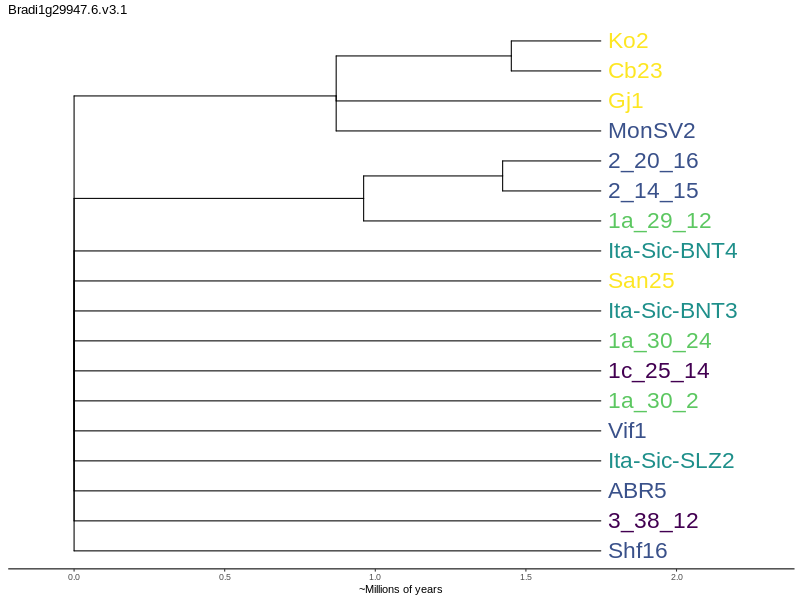 Bradi1g29947.6.v3.1
Ko2
Cb23
Gj1
MonSV2
2_20_16
2_14_15
1a_29_12
Ita-Sic-BNT4
San25
Ita-Sic-BNT3
1a_30_24
1c_25_14
1a_30_2
Vif1
Ita-Sic-SLZ2
ABR5
3_38_12
Shf16
0.0 0.5 1.0 1.5 2.0
~Millions of years